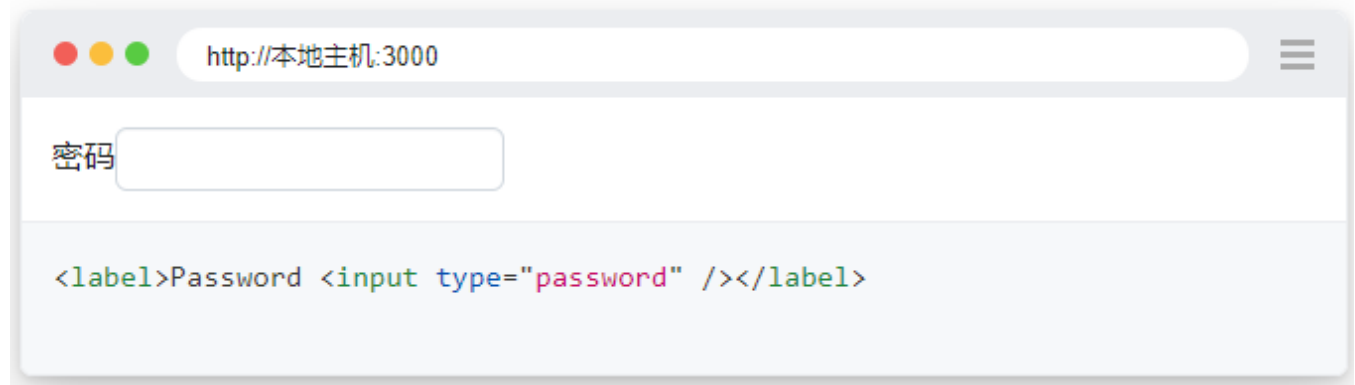 http://本地主机:3000
密码
<label>Password <input type="password" /></label>